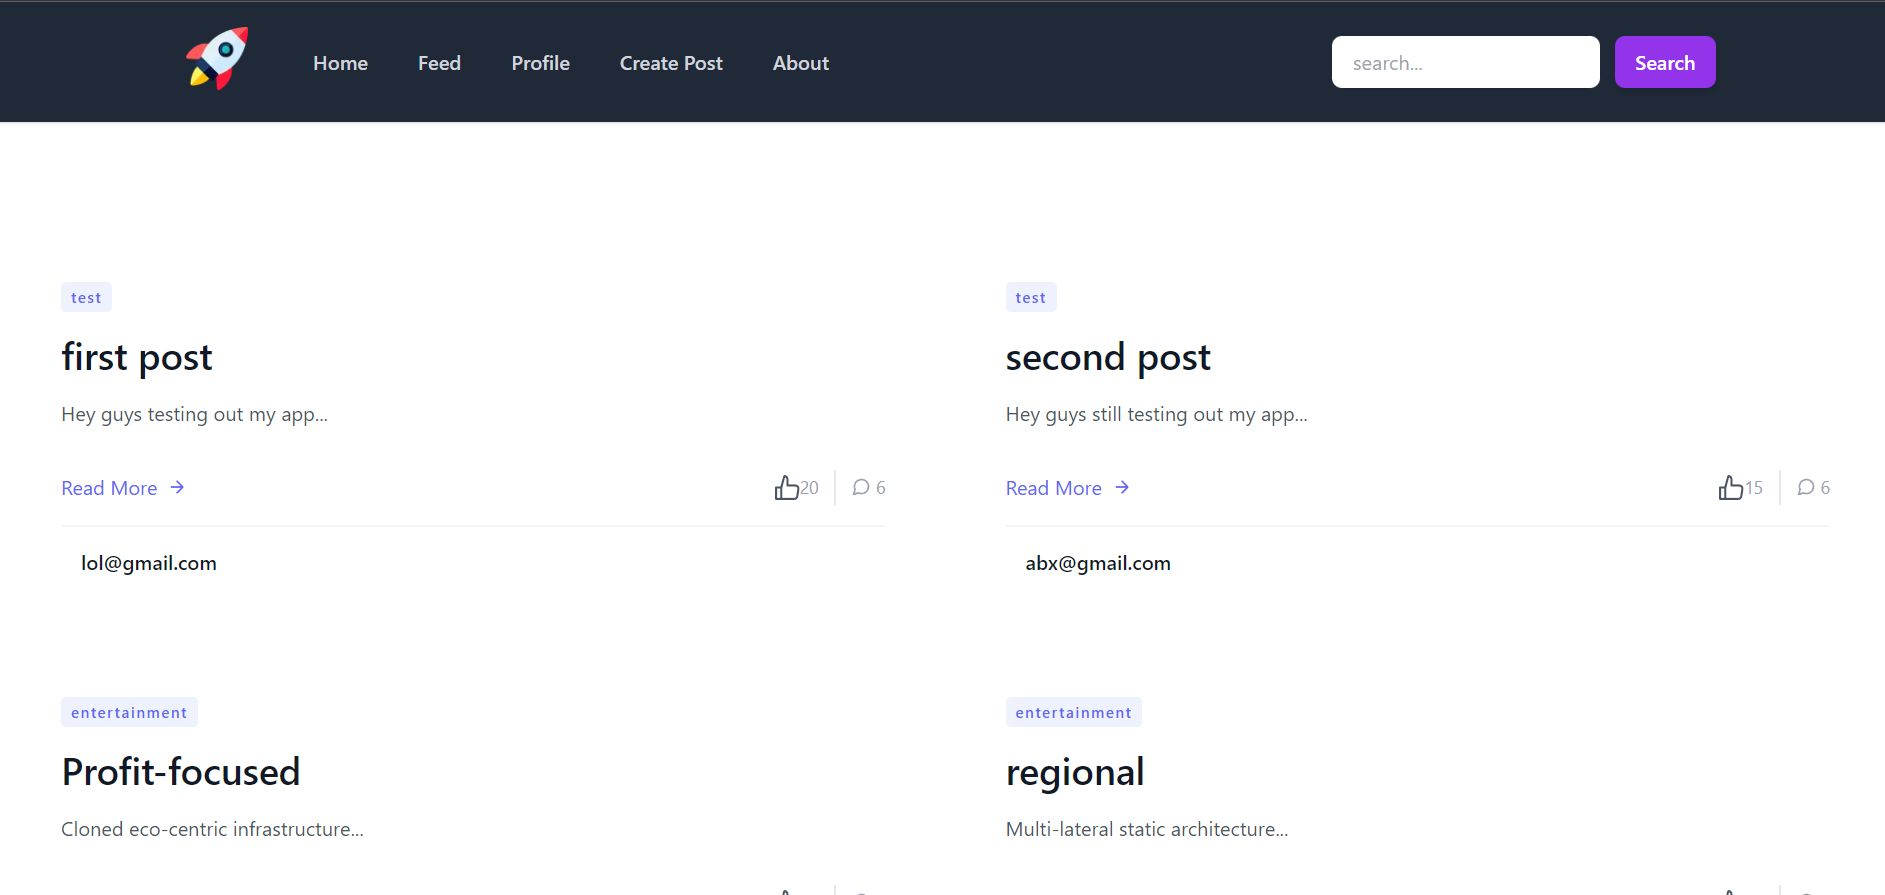 Home Feed Profile Create Post About search... Search
test
first post
Hey guys testing out my app...
Read More → 20 6
lol@gmail.com
test
second post
Hey guys still testing out my app...
Read More → 15 6
abx@gmail.com
entertainment
Profit-focused
Cloned eco-centric infrastructure...
entertainment
regional
Multi-lateral static architecture...